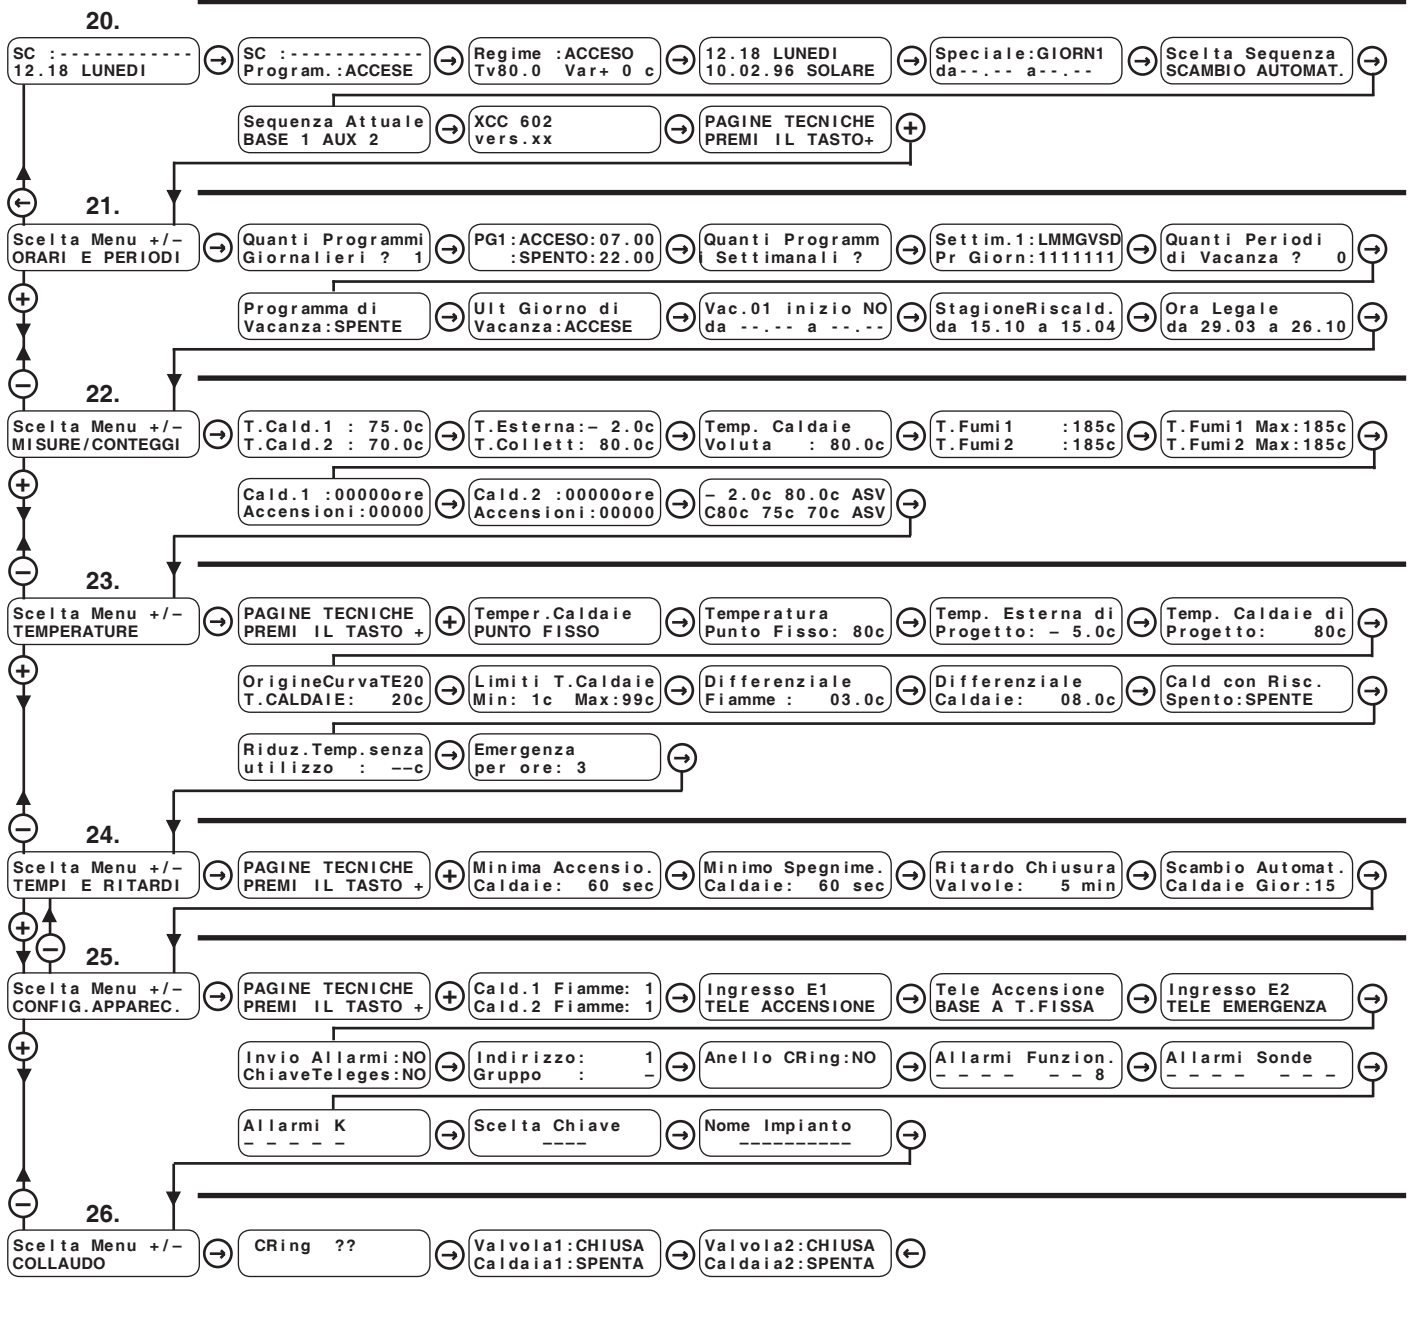 20.
SC :------------
12.18 LUNEDI
SC :------------
Program.:ACCESE
Regime :ACCESO
Tv80.0 Var+ 0 c
12.18 LUNEDI
10.02.96 SOLARE
Speciale:GIORN1
da--.-- a--.--
Scelta Sequenza
SCAMBIO AUTOMAT.
Sequenza Attuale
BASE 1 AUX 2
XCC 602
vers.xx
PAGINE TECNICHE
PREMI IL TASTO+
21.
Scelta Menu +/–
ORARI E PERIODI
Quanti Programmi
Giornalieri ? 1
PG1:ACCESO:07.00
:SPENTO:22.00
Quanti Programm
i Settimanali ?
Settim.1:LMMGVSD
Pr Giorn:1111111
Quanti Periodi
di Vacanza ? 0
Programma di
Vacanza:SPENTE
Ult Giorno di
Vacanza:ACCESE
Vac.01 inizio NO
da --.-- a --.--
StagioneRiscald.
da 15.10 a 15.04
Ora Legale
da 29.03 a 26.10
22.
Scelta Menu +/–
MISURE/CONTEGGI
T.Cald.1 : 75.0c
T.Cald.2 : 70.0c
T.Esterna:– 2.0c
T.Collett: 80.0c
Temp. Caldaie
Voluta : 80.0c
T.Fumi1 :185c
T.Fumi2 :185c
T.Fumi1 Max:185c
T.Fumi2 Max:185c
Cald.1 :00000ore
Accensioni:00000
Cald.2 :00000ore
Accensioni:00000
– 2.0c 80.0c ASV
C80c 75c 70c ASV
23.
Scelta Menu +/–
TEMPERATURE
PAGINE TECNICHE
PREMI IL TASTO +
Temper.Caldaie
PUNTO FISSO
Temperatura
Punto Fisso: 80c
Temp. Esterna di
Progetto: – 5.0c
Temp. Caldaie di
Progetto: 80c
OrigineCurvaTE20
T.CALDAIE: 20c
Limiti T.Caldaie
Min: 1c Max:99c
Differenziale
Fiamme : 03.0c
Differenziale
Caldaie: 08.0c
Cald con Risc.
Spento:SPENTE
Riduz.Temp.senza
utilizzo : ––c
Emergenza
per ore: 3
24.
Scelta Menu +/–
TEMPI E RITARDI
PAGINE TECNICHE
PREMI IL TASTO +
Minima Accensio.
Caldaie: 60 sec
Minimo Spegnime.
Caldaie: 60 sec
Ritardo Chiusura
Valvole: 5 min
Scambio Automat.
Caldaie Gior:15
25.
Scelta Menu +/–
CONFIG.APPAREC.
PAGINE TECNICHE
PREMI IL TASTO +
Cald.1 Fiamme: 1
Cald.2 Fiamme: 1
Ingresso E1
TELE ACCENSIONE
Tele Accensione
BASE A T.FISSA
Ingresso E2
TELE EMERGENZA
Invio Allarmi:NO
ChiaveTeleges:NO
Indirizzo: 1
Gruppo : –
Anello CRing:NO
Allarmi Funzion.
– – – – – – 8
Allarmi Sonde
– – – – – – –
Allarmi K
– – – – –
Scelta Chiave
––––
Nome Impianto
––––––––––
26.
Scelta Menu +/–
COLLAUDO
CRing ??
Valvola1:CHIUSA
Caldaia1:SPENTA
Valvola2:CHIUSA
Caldaia2:SPENTA